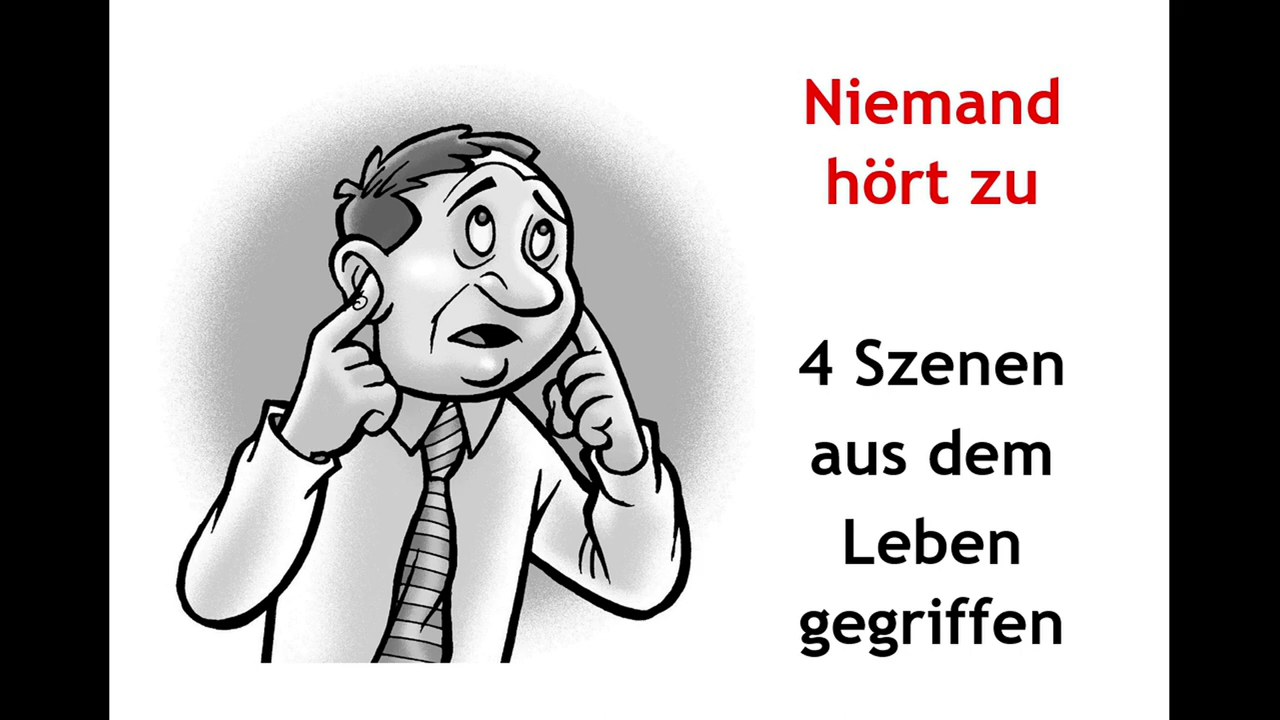 Niemand
hört zu
4 Szenen
aus dem
Leben
gegriffen